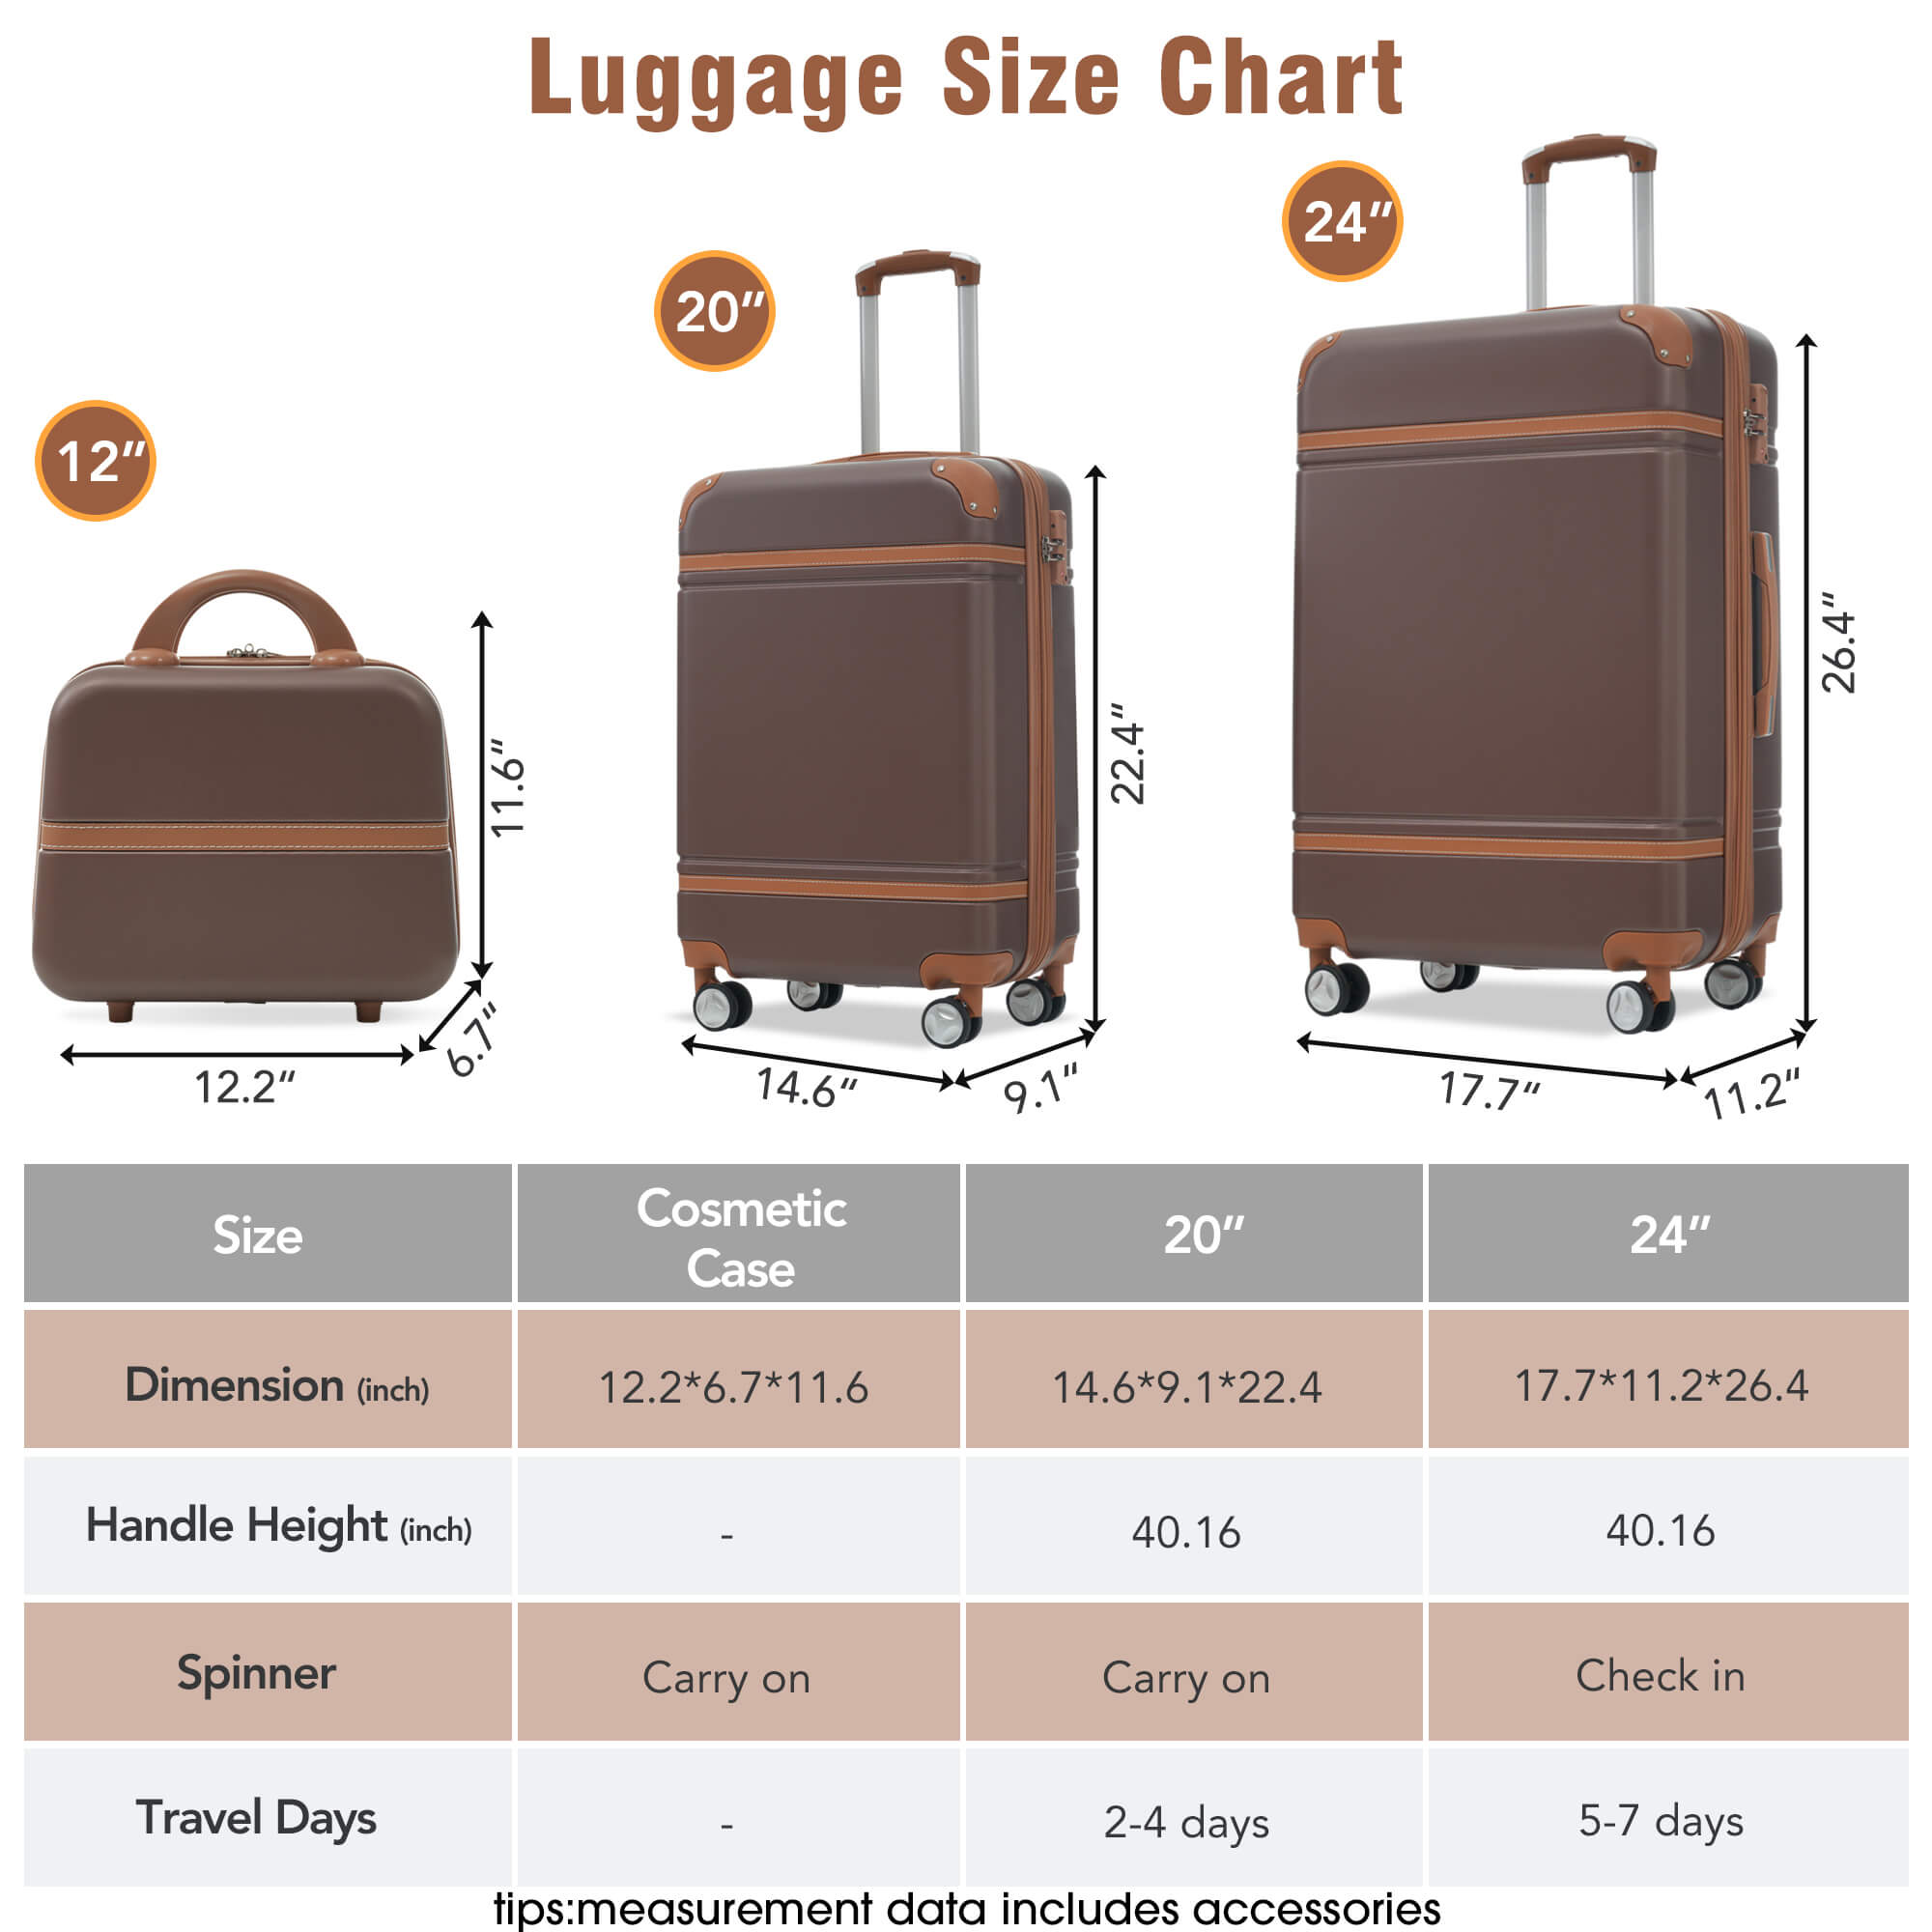 Luggage Size Chart
24"
20"
12"
26.4"
22.4"
11.6"
6.7"
12.2"
14.6"
9.1"
17.7"
11.2"
Size
Cosmetic
Case
20"
24"
Dimension (inch)
12.2*6.7*11.6
14.6*9.1*22.4
17.7*11.2*26.4
Handle Height (inch)
-
40.16
40.16
Spinner
Carry on
Carry on
Check in
Travel Days
-
2-4 days
5-7 days
tips:measurement data includes accessories